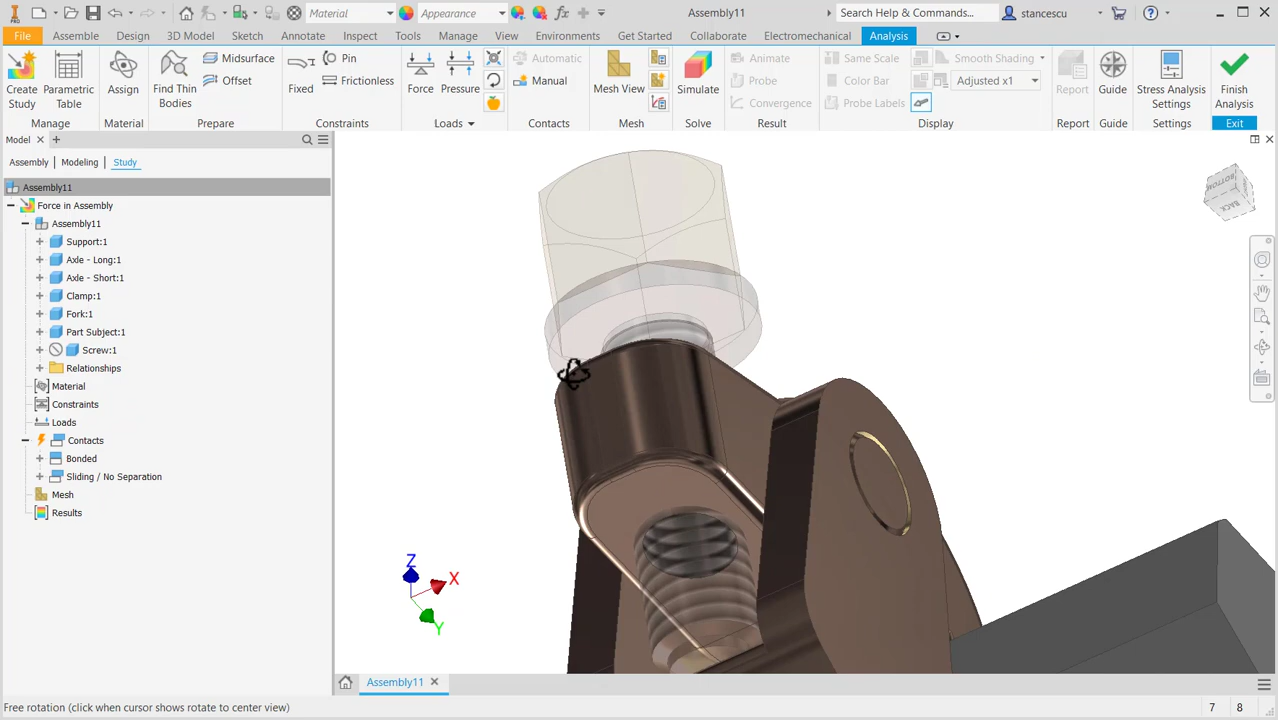 Material
Appearance
Assembly11
Search Help & Commands...
stancescu
File
Assemble
Design
3D Model
Sketch
Annotate
Inspect
Tools
Manage
View
Environments
Get Started
Collaborate
Electromechanical
Analysis
Create Study
Parametric Table
Manage
Assign
Material
Find Thin Bodies
Midsurface
Offset
Prepare
Fixed
Pin
Frictionless
Constraints
Force
Pressure
Loads
Automatic
Manual
Contacts
Mesh View
Mesh
Simulate
Solve
Animate
Probe
Convergence
Result
Same Scale
Color Bar
Probe Labels
Smooth Shading
Adjusted x1
Display
Report
Report
Guide
Guide
Stress Analysis Settings
Settings
Finish Analysis
Exit
Model
Assembly
Modeling
Study
Assembly11
Force in Assembly
Assembly11
Support:1
Axle - Long:1
Axle - Short:1
Clamp:1
Fork:1
Part Subject:1
Screw:1
Relationships
Material
Constraints
Loads
Contacts
Bonded
Sliding / No Separation
Mesh
Results
BOTTOM
BACK
Z
X
Y
Assembly11
Free rotation (click when cursor shows rotate to center view)
7
8